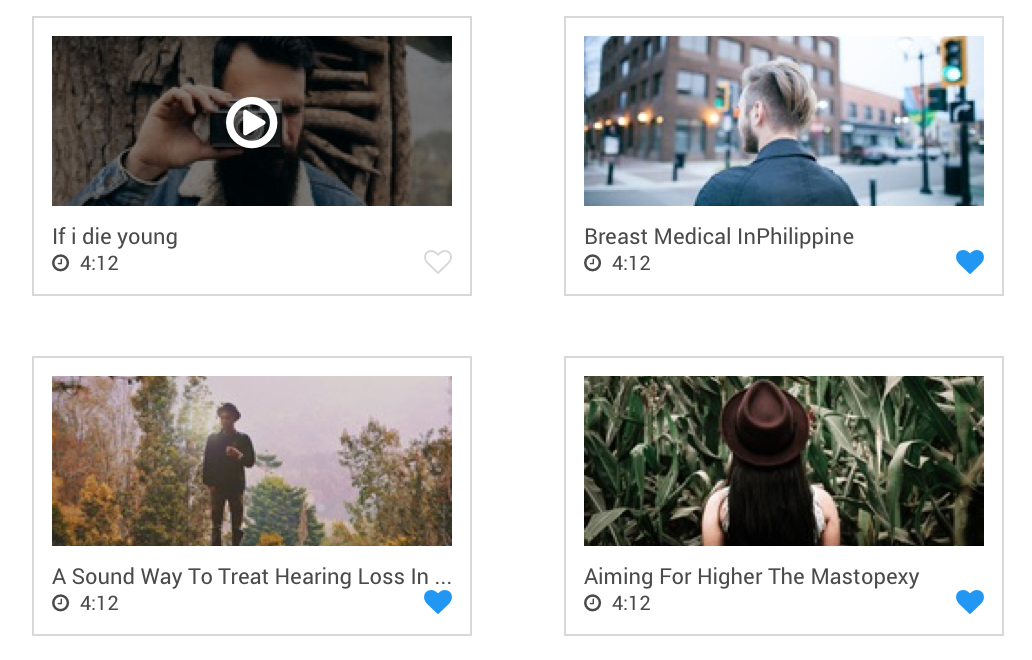 If i die young
4:12
Breast Medical InPhilippine
4:12
A Sound Way To Treat Hearing Loss In ...
4:12
Aiming For Higher The Mastopexy
4:12